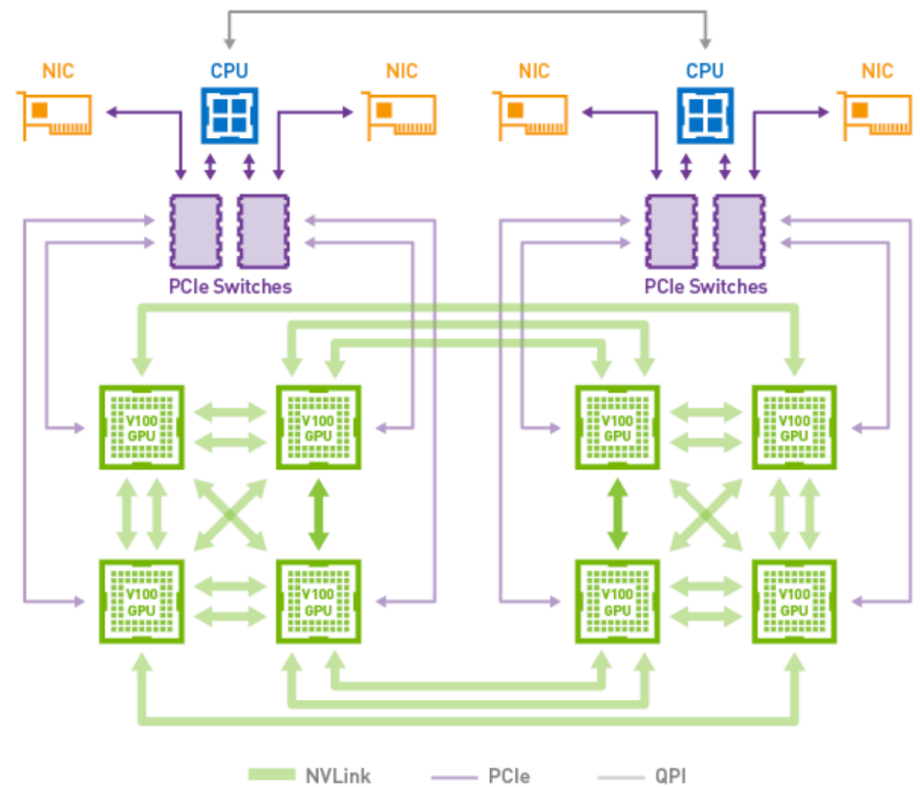 NIC
CPU
NIC
NIC
CPU
NIC
PCIe Switches
PCIe Switches
V100
GPU
V100
GPU
V100
GPU
V100
GPU
V100
GPU
V100
GPU
V100
GPU
V100
GPU
NVLink
PCIe
QPI